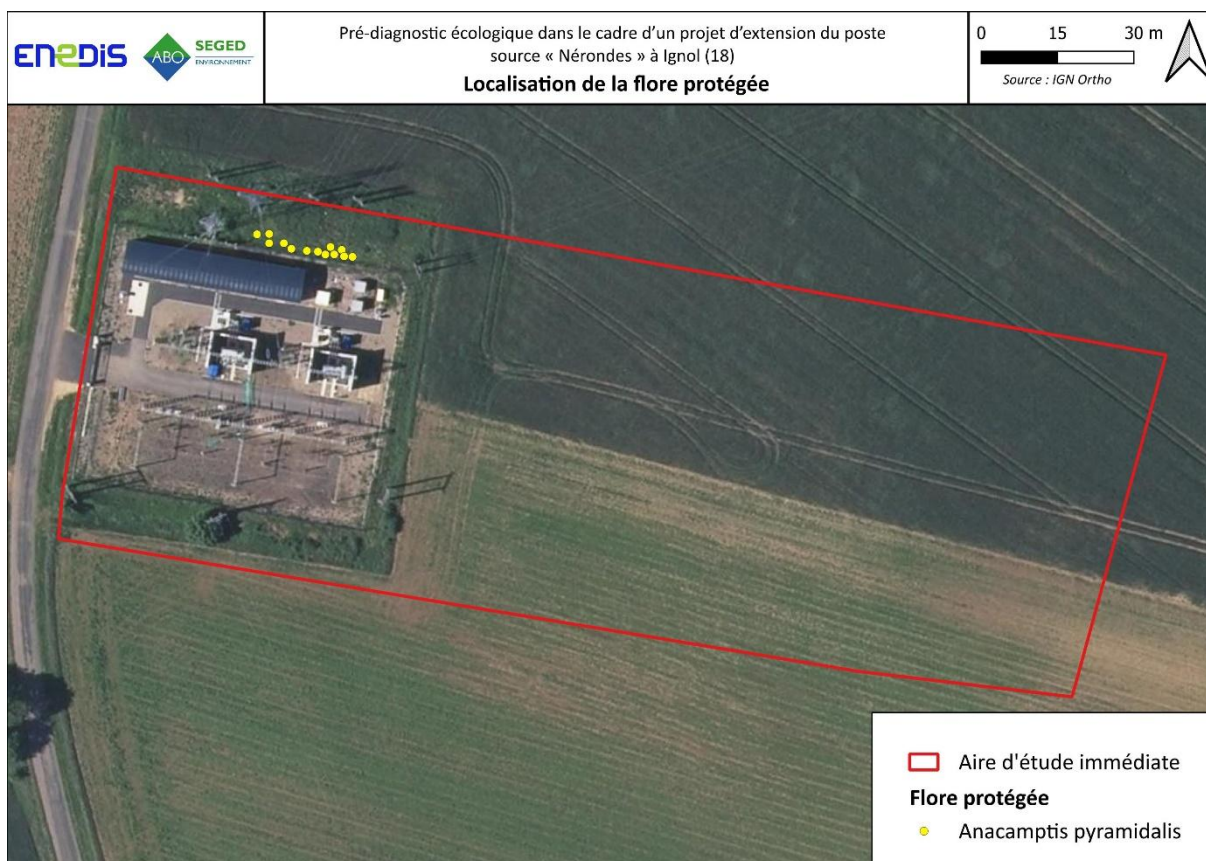 ENEDIS
ABO
SEGED
ENVIRONNEMENT
Pré-diagnostic écologique dans le cadre d'un projet d'extension du poste
source « Nérondes » à Ignol (18)
Localisation de la flore protégée
0 15 30 m
Source : IGN Ortho
Aire d'étude immédiate
Flore protégée
Anacamptis pyramidalis